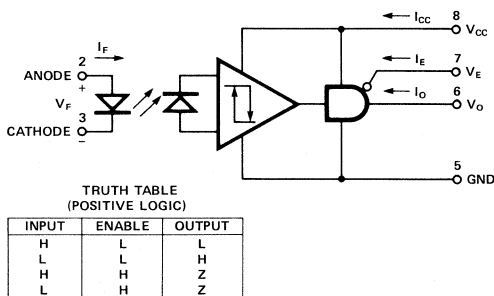 I_CC 8 V_CC
I_F
2 ANODE +
I_E 7 V_E
V_F
I_O 6 V_O
3 CATHODE –
5 GND
TRUTH TABLE
(POSITIVE LOGIC)
INPUT ENABLE OUTPUT
H L L
L L H
H H Z
L H Z